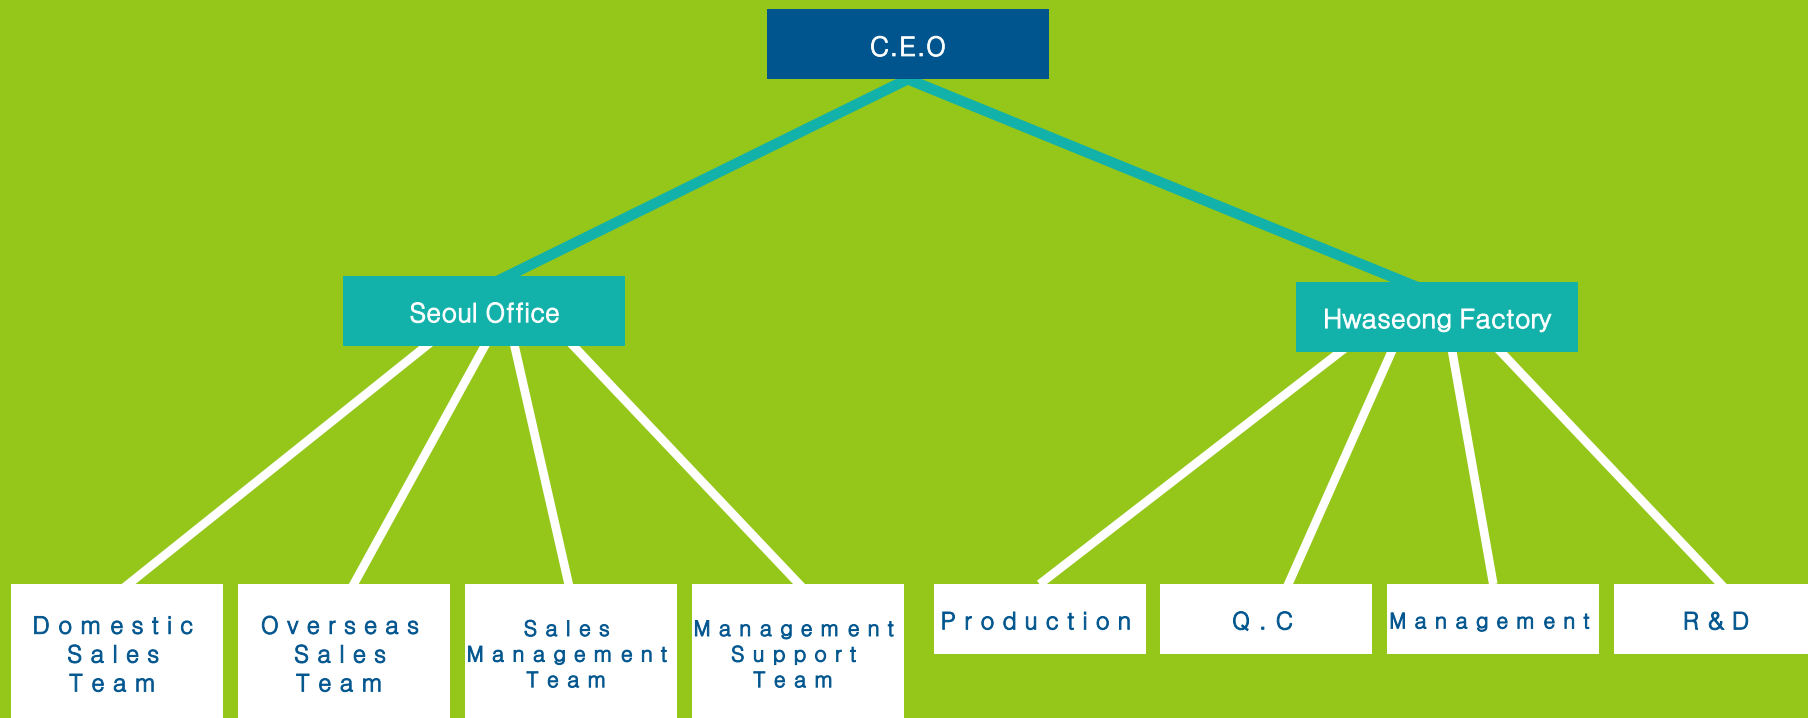 C.E.O
Seoul Office
Hwaseong Factory
Domestic
Sales
Team
Overseas
Sales
Team
Sales
Management
Team
Management
Support
Team
Production
Q.C
Management
R&D